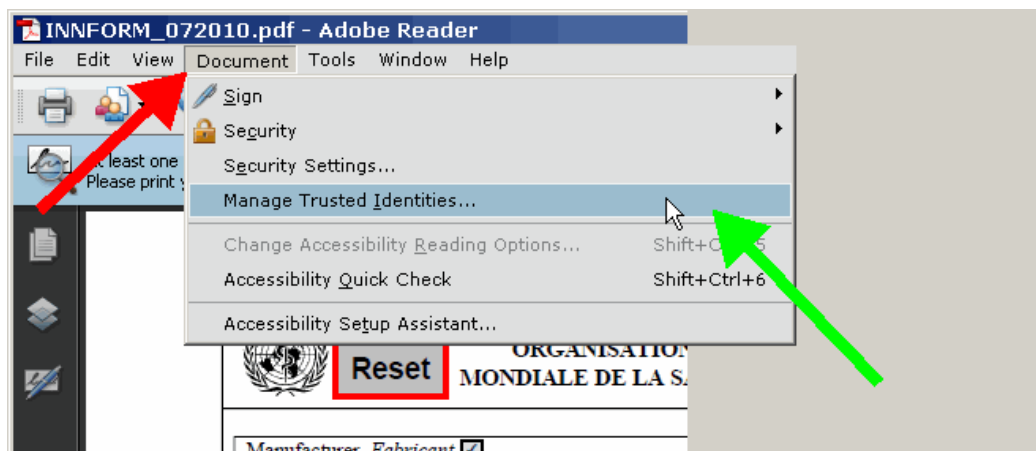 INNFORM_072010.pdf - Adobe Reader
File Edit View Document Tools Window Help
Sign
Security
Security Settings...
least one
Please print
Manage Trusted Identities...
Change Accessibility Reading Options... Shift+C 5
Accessibility Quick Check Shift+Ctrl+6
Accessibility Setup Assistant...
Reset
ORGANISATION
MONDIALE DE LA SA
Manufacturer Fabricant